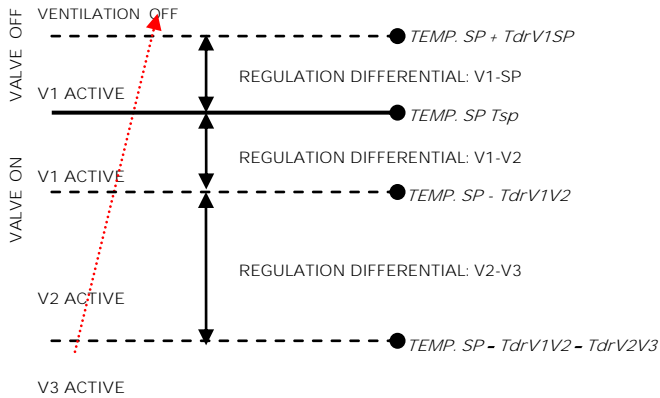 VENTILATION OFF
VALVE OFF
TEMP. SP + TdrV1SP
REGULATION DIFFERENTIAL: V1-SP
V1 ACTIVE
TEMP. SP Tsp
VALVE ON
REGULATION DIFFERENTIAL: V1-V2
V1 ACTIVE
TEMP. SP - TdrV1V2
REGULATION DIFFERENTIAL: V2-V3
V2 ACTIVE
TEMP. SP – TdrV1V2 – TdrV2V3
V3 ACTIVE